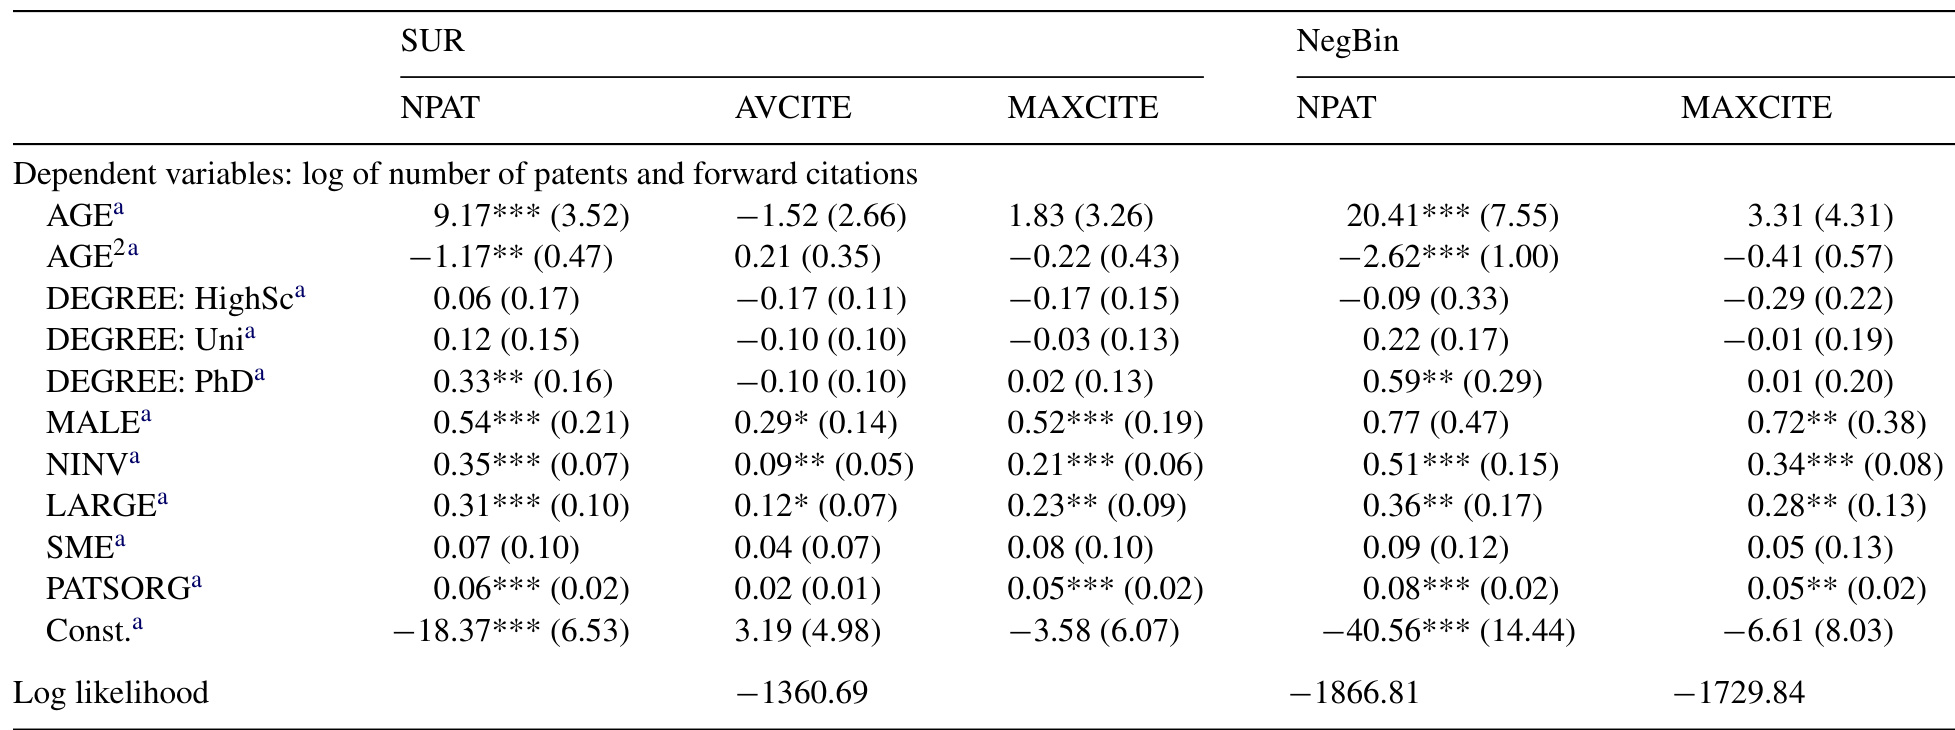 SUR NegBin
NPAT AVCITE MAXCITE NPAT MAXCITE
Dependent variables: log of number of patents and forward citations
AGEa 9.17*** (3.52) −1.52 (2.66) 1.83 (3.26) 20.41*** (7.55) 3.31 (4.31)
AGE2a −1.17** (0.47) 0.21 (0.35) −0.22 (0.43) −2.62*** (1.00) −0.41 (0.57)
DEGREE: HighSca 0.06 (0.17) −0.17 (0.11) −0.17 (0.15) −0.09 (0.33) −0.29 (0.22)
DEGREE: Unia 0.12 (0.15) −0.10 (0.10) −0.03 (0.13) 0.22 (0.17) −0.01 (0.19)
DEGREE: PhDa 0.33** (0.16) −0.10 (0.10) 0.02 (0.13) 0.59** (0.29) 0.01 (0.20)
MALEa 0.54*** (0.21) 0.29* (0.14) 0.52*** (0.19) 0.77 (0.47) 0.72** (0.38)
NINVa 0.35*** (0.07) 0.09** (0.05) 0.21*** (0.06) 0.51*** (0.15) 0.34*** (0.08)
LARGEa 0.31*** (0.10) 0.12* (0.07) 0.23** (0.09) 0.36** (0.17) 0.28** (0.13)
SMEa 0.07 (0.10) 0.04 (0.07) 0.08 (0.10) 0.09 (0.12) 0.05 (0.13)
PATSORGa 0.06*** (0.02) 0.02 (0.01) 0.05*** (0.02) 0.08*** (0.02) 0.05** (0.02)
Const.a −18.37*** (6.53) 3.19 (4.98) −3.58 (6.07) −40.56*** (14.44) −6.61 (8.03)
Log likelihood −1360.69 −1866.81 −1729.84